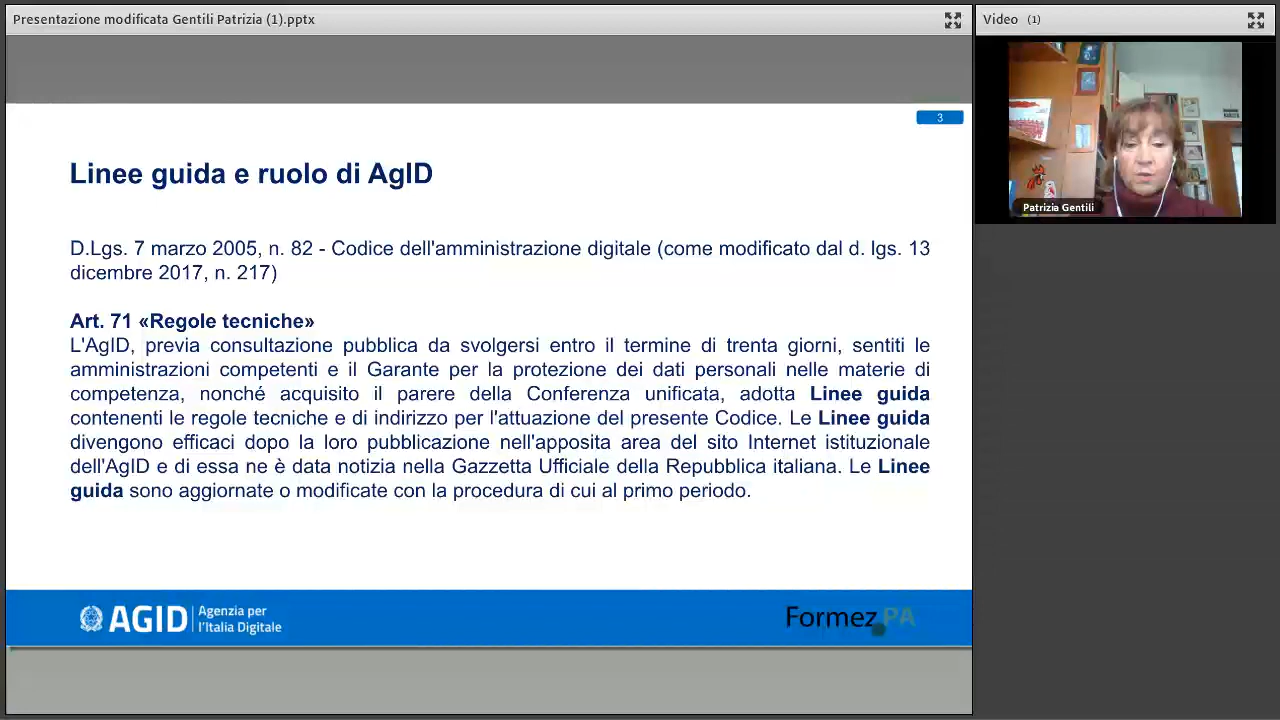 Presentazione modificata Gentili Patrizia (1).pptx
Video (1)
3
Linee guida e ruolo di AgID
D.Lgs. 7 marzo 2005, n. 82 - Codice dell'amministrazione digitale (come modificato dal d. lgs. 13
dicembre 2017, n. 217)
Art. 71 «Regole tecniche»
L'AgID, previa consultazione pubblica da svolgersi entro il termine di trenta giorni, sentiti le
amministrazioni competenti e il Garante per la protezione dei dati personali nelle materie di
competenza, nonché acquisito il parere della Conferenza unificata, adotta Linee guida
contenenti le regole tecniche e di indirizzo per l'attuazione del presente Codice. Le Linee guida
divengono efficaci dopo la loro pubblicazione nell'apposita area del sito Internet istituzionale
dell'AgID e di essa ne è data notizia nella Gazzetta Ufficiale della Repubblica italiana. Le Linee
guida sono aggiornate o modificate con la procedura di cui al primo periodo.
Patrizia Gentili
AGID
Agenzia per
l'Italia Digitale
Formez PA